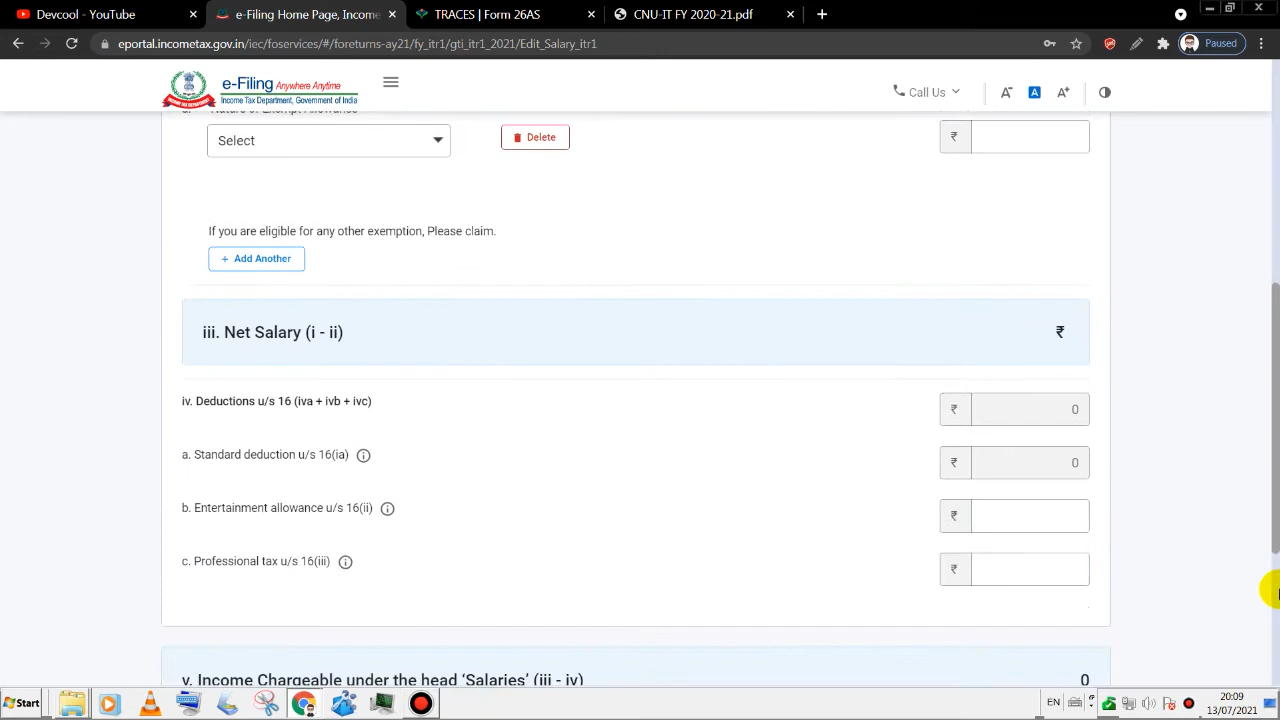 Devcool - YouTube
e-Filing Home Page, Income
TRACES | Form 26AS
CNU-IT FY 2020-21.pdf
eportal.incometax.gov.in/iec/foservices/#/foreturns-ay21/fy_itr1/gti_itr1_2021/Edit_Salary_itr1
Paused
e-Filing Anywhere Anytime
Income Tax Department, Government of India
Call Us
A-
A
A+
Select
Delete
₹
If you are eligible for any other exemption, Please claim.
+ Add Another
iii. Net Salary (i - ii)
₹
iv. Deductions u/s 16 (iva + ivb + ivc)
₹ 0
a. Standard deduction u/s 16(ia)
₹ 0
b. Entertainment allowance u/s 16(ii)
₹
c. Professional tax u/s 16(iii)
₹
v. Income Chargeable under the head 'Salaries' (iii - iv)
0
Start
EN
20:09
13/07/2021